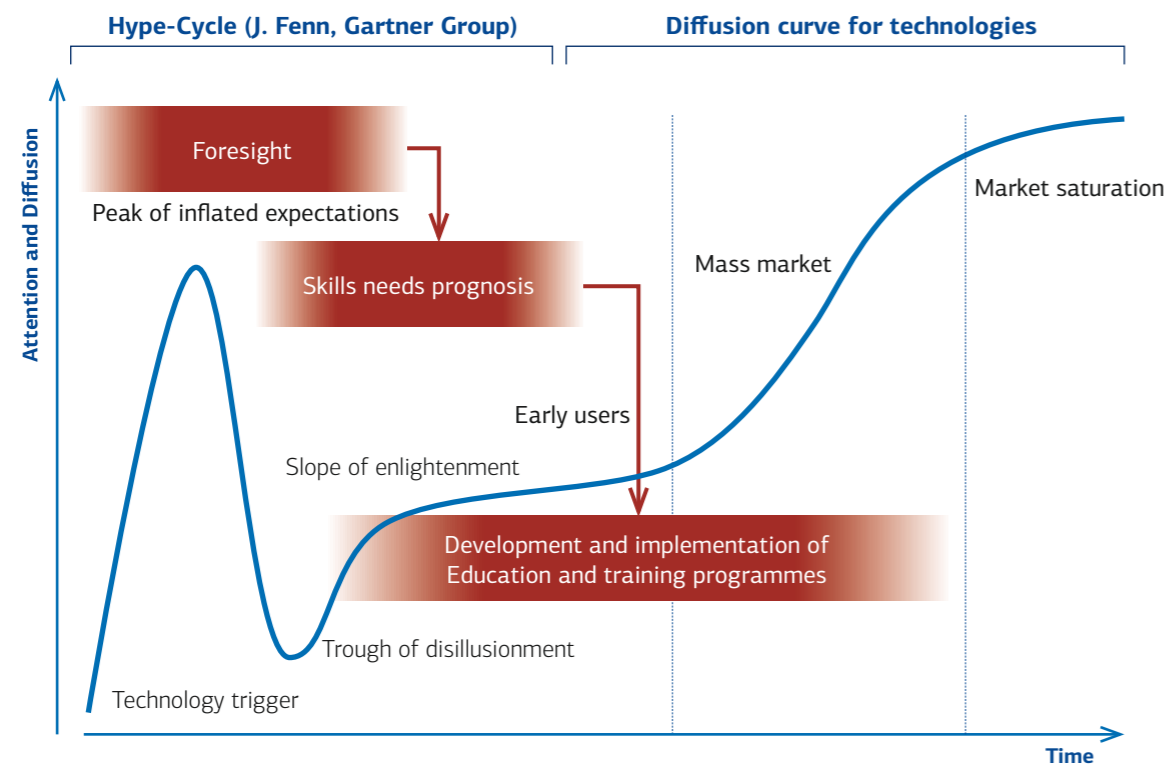 Hype-Cycle (J. Fenn, Gartner Group)
Diffusion curve for technologies
Attention and Diffusion
Foresight
Peak of inflated expectations
Market saturation
Mass market
Skills needs prognosis
Early users
Slope of enlightenment
Development and implementation of
Education and training programmes
Trough of disillusionment
Technology trigger
Time